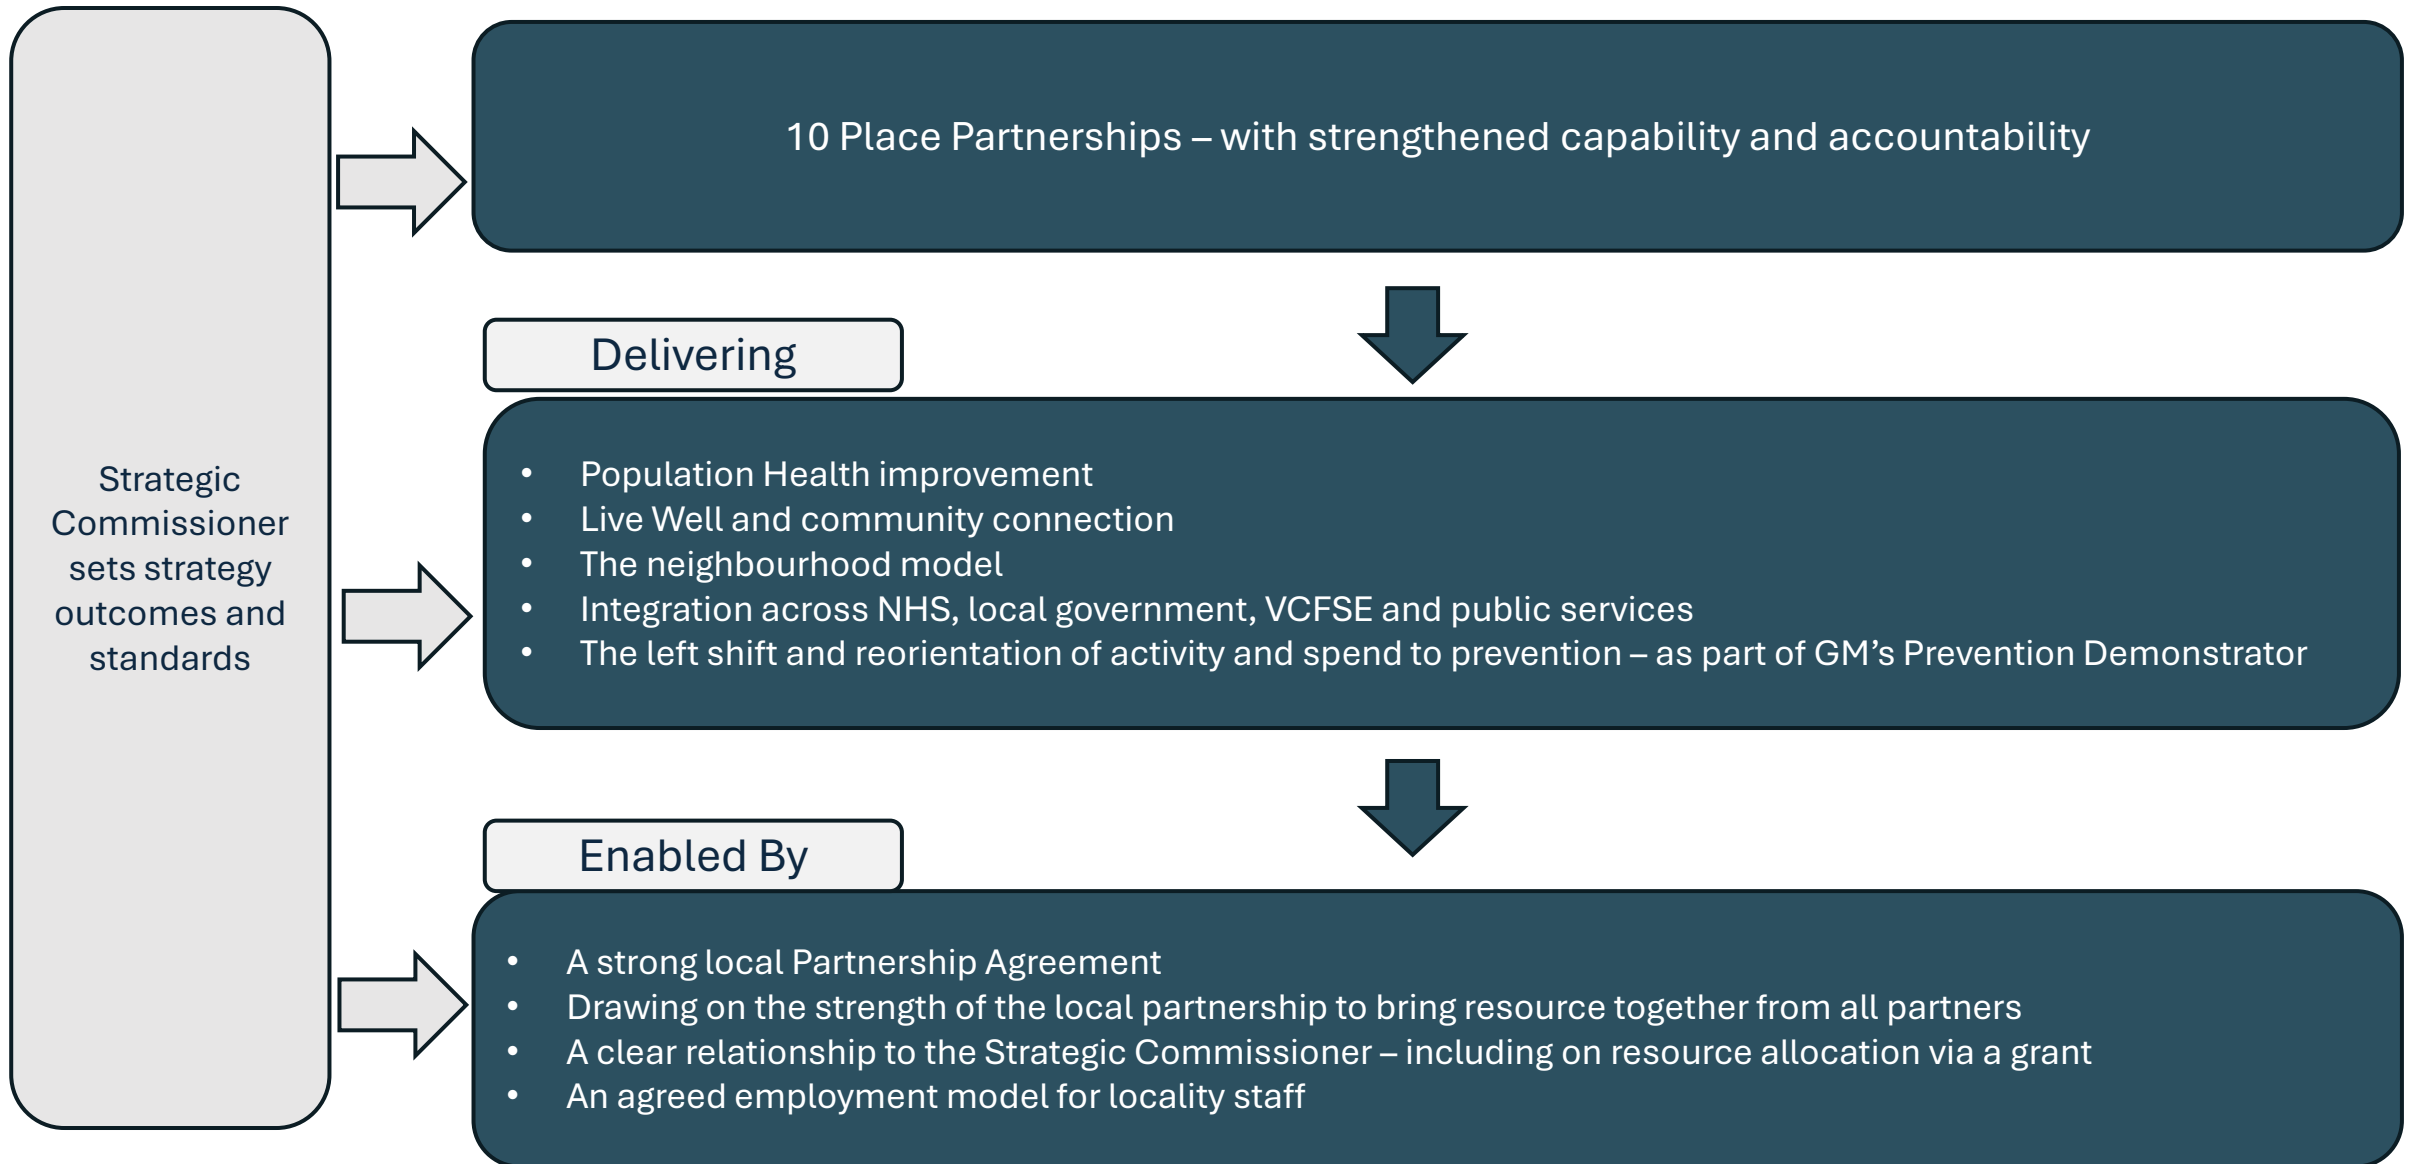 Strategic
Commissioner
sets strategy
outcomes and
standards
10 Place Partnerships – with strengthened capability and accountability
Delivering
• Population Health improvement
• Live Well and community connection
• The neighbourhood model
• Integration across NHS, local government, VCFSE and public services
• The left shift and reorientation of activity and spend to prevention – as part of GM’s Prevention Demonstrator
Enabled By
• A strong local Partnership Agreement
• Drawing on the strength of the local partnership to bring resource together from all partners
• A clear relationship to the Strategic Commissioner – including on resource allocation via a grant
• An agreed employment model for locality staff